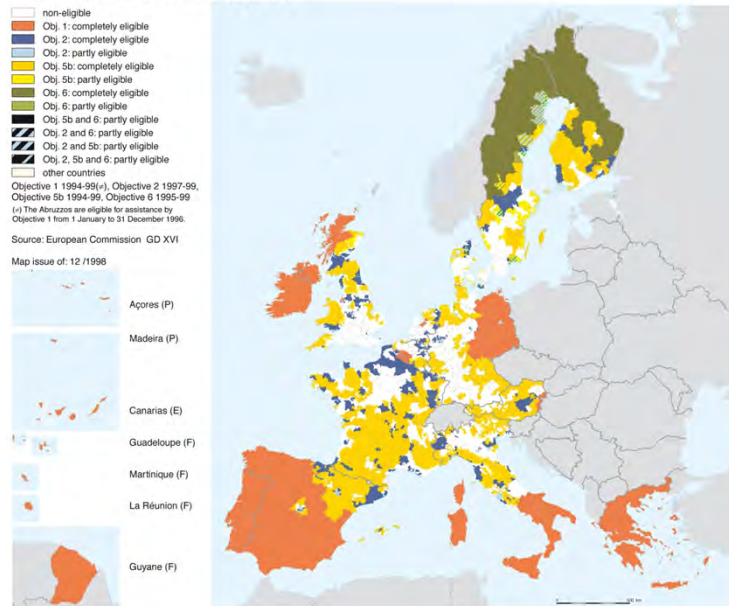 non-eligible
Obj. 1: completely eligible
Obj. 2: completely eligible
Obj. 2: partly eligible
Obj. 5b: completely eligible
Obj. 5b: partly eligible
Obj. 6: completely eligible
Obj. 6: partly eligible
Obj. 5b and 6: partly eligible
Obj. 2 and 6: partly eligible
Obj. 2 and 5b: partly eligible
Obj. 2, 5b and 6: partly eligible
other countries
Objective 1 1994-99(≠), Objective 2 1997-99,
Objective 5b 1994-99, Objective 6 1995-99
(≠) The Abruzzos are eligible for assistance by
Objective 1 from 1 January to 31 December 1996.
Source: European Commission GD XVI
Map issue of: 12 /1998
Açores (P)
Madeira (P)
Canarias (E)
Guadeloupe (F)
Martinique (F)
La Réunion (F)
Guyane (F)